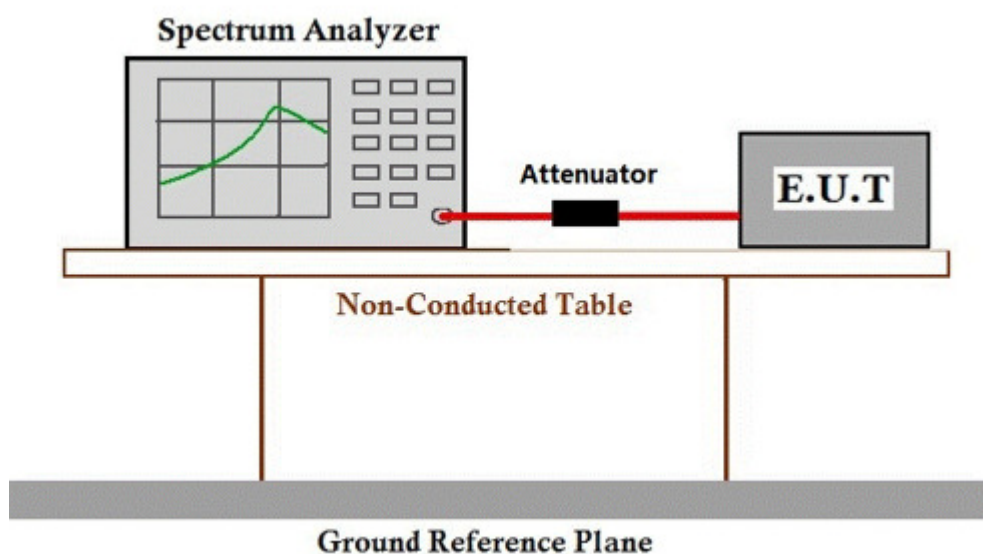 Spectrum Analyzer
Attenuator
E.U.T
Non-Conducted Table
Ground Reference Plane